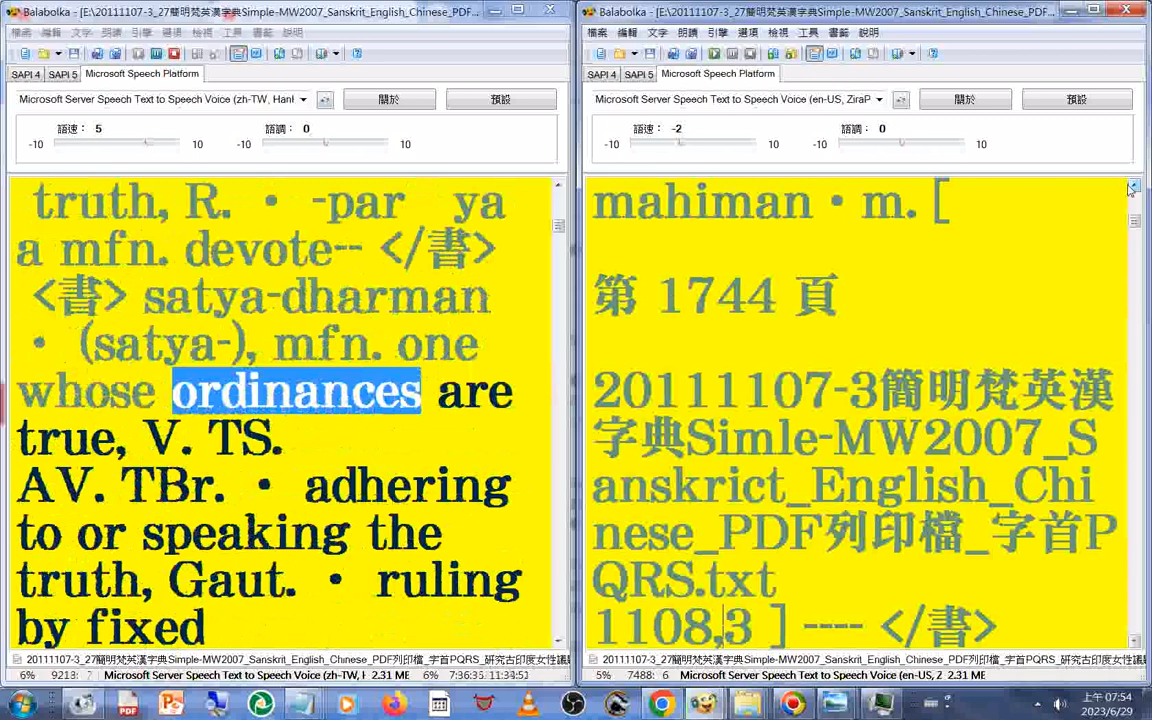 Balabolka - [E:\20111107-3_27簡明梵英漢字典Simple-MW2007_Sanskrit_English_Chinese_PDF...
檔案 編輯 文字 朗讀 引擎 選項 檢視 工具 書籤 說明
SAPI 4 SAPI 5 Microsoft Speech Platform
Microsoft Server Speech Text to Speech Voice (zh-TW, Hanl
關於 預設
語速： 5 語調： 0
-10 10 -10 10
truth, R. • -par ya
a mfn. devote-- </書>
<書> satya-dharman
• (satya-), mfn. one
whose ordinances are
true, V. TS.
AV. TBr. • adhering
to or speaking the
truth, Gaut. • ruling
by fixed
20111107-3_27簡明梵英漢字典Simple-MW2007_Sanskrit_English_Chinese_PDF列印檔_字首PQRS_研究古印度女性議
6% 9213: 7:36:35, 11:34:51
Microsoft Server Speech Text to Speech Voice (zh-TW, H 2.31 ME
Balabolka - [E:\20111107-3_27簡明梵英漢字典Simple-MW2007_Sanskrit_English_Chinese_PDF...
檔案 編輯 文字 朗讀 引擎 選項 檢視 工具 書籤 說明
SAPI 4 SAPI 5 Microsoft Speech Platform
Microsoft Server Speech Text to Speech Voice (en-US, ZiraP
關於 預設
語速： -2 語調： 0
-10 10 -10 10
mahiman • m. [
第 1744 頁
20111107-3簡明梵英漢
字典Simle-MW2007_S
anskrict_English_Chi
nese_PDF列印檔_字首P
QRS.txt
1108,3 ] ---- </書>
20111107-3_27簡明梵英漢字典Simple-MW2007_Sanskrit_English_Chinese_PDF列印檔_字首PQRS_研究古印度女性議
5% 7488: 6
Microsoft Server Speech Text to Speech Voice (en-US, Z 2.31 ME
上午 07:54
2023/6/29